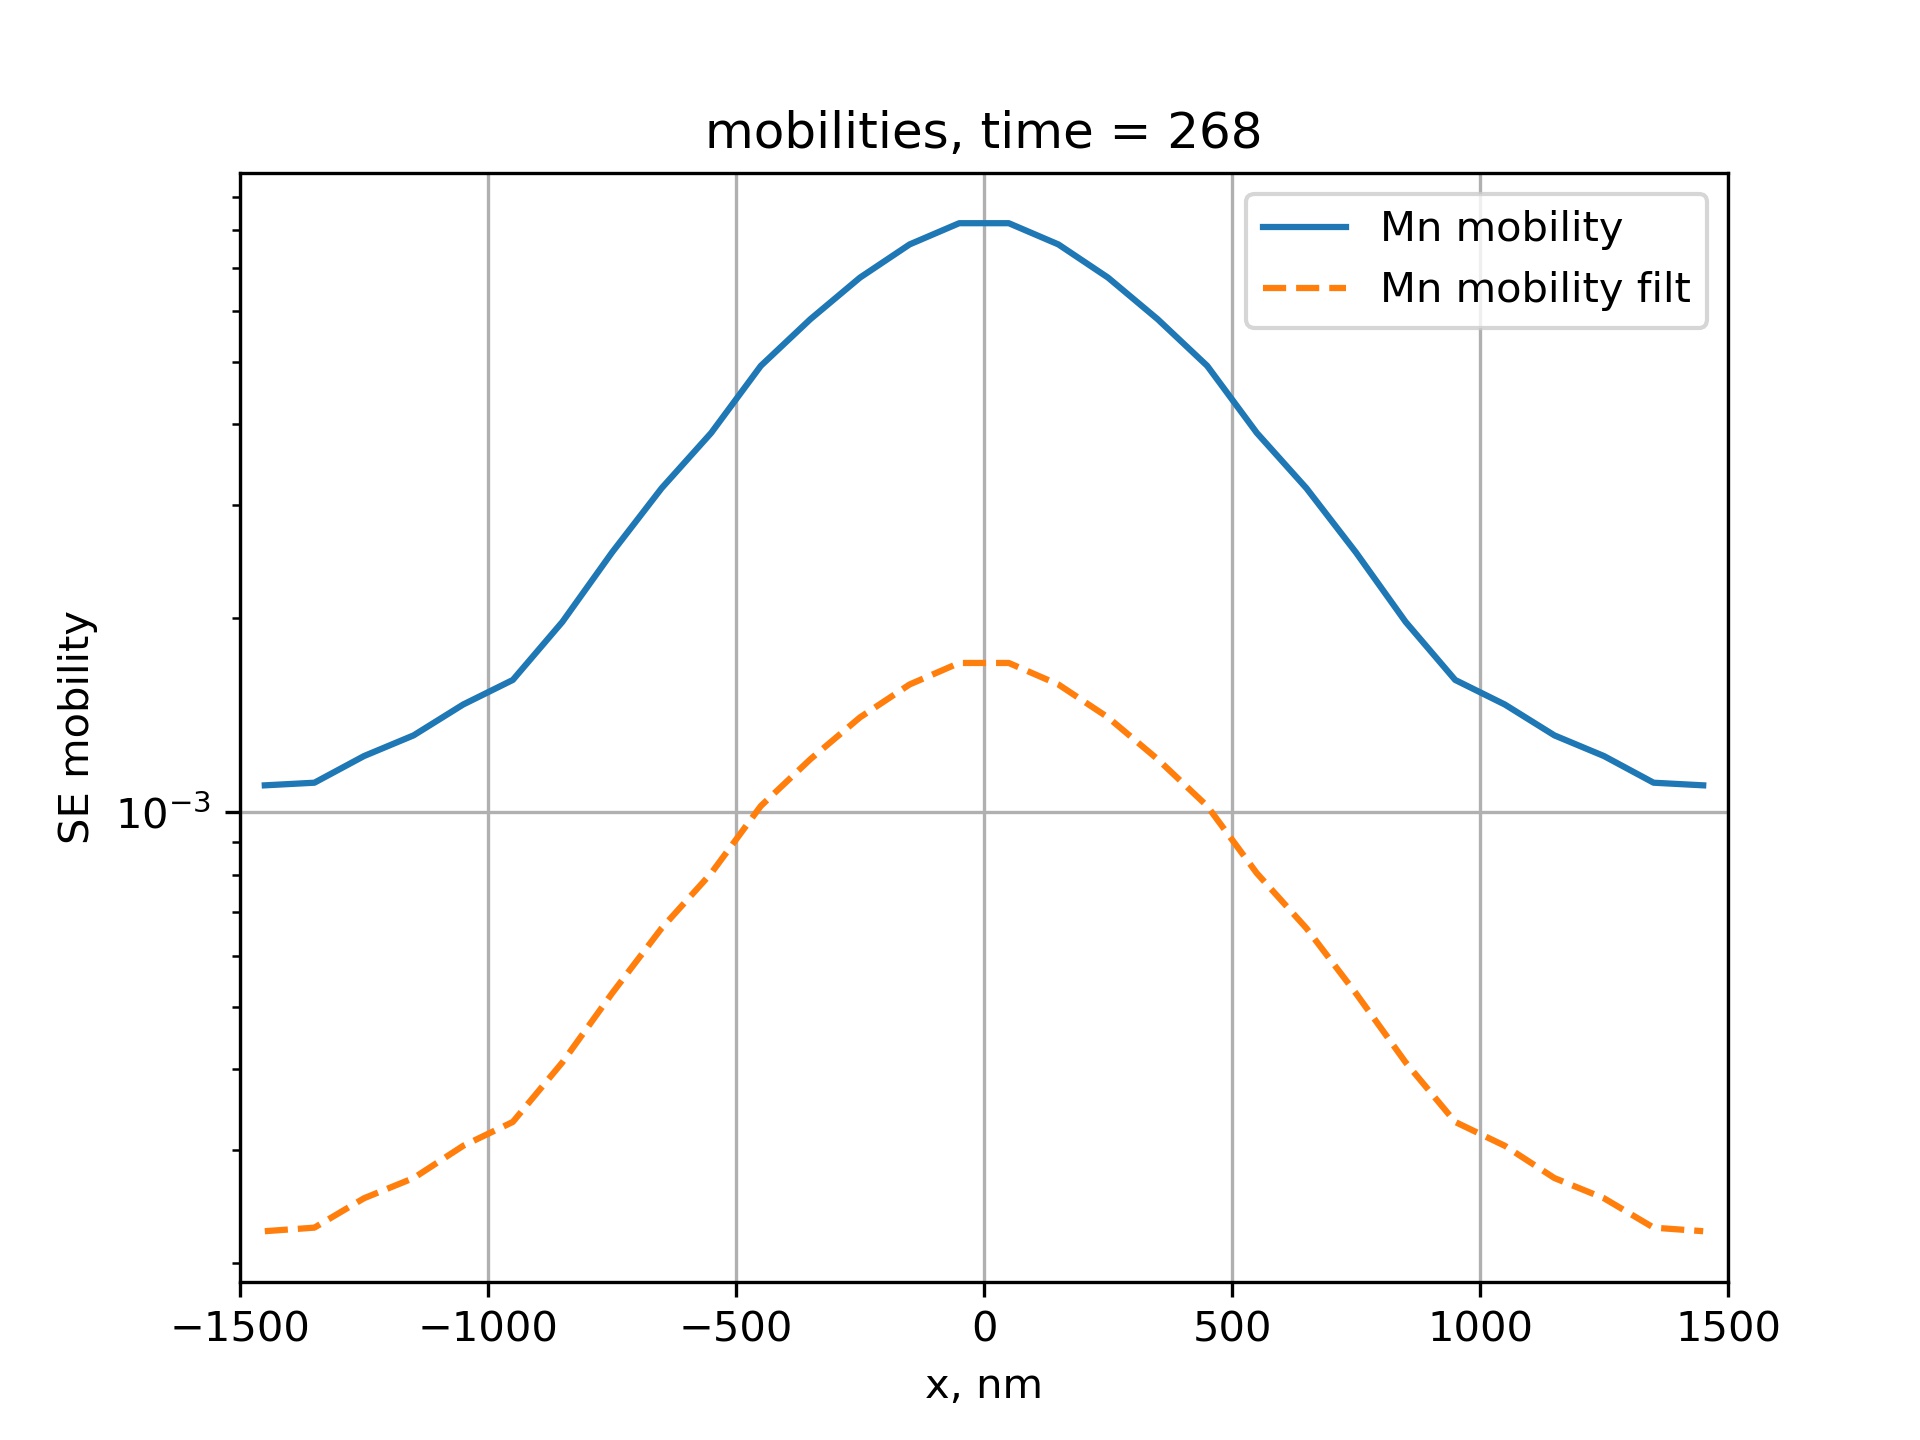 mobilities, time = 268
Mn mobility
Mn mobility filt
SE mobility
10⁻³
−1500 −1000 −500 0 500 1000 1500
x, nm